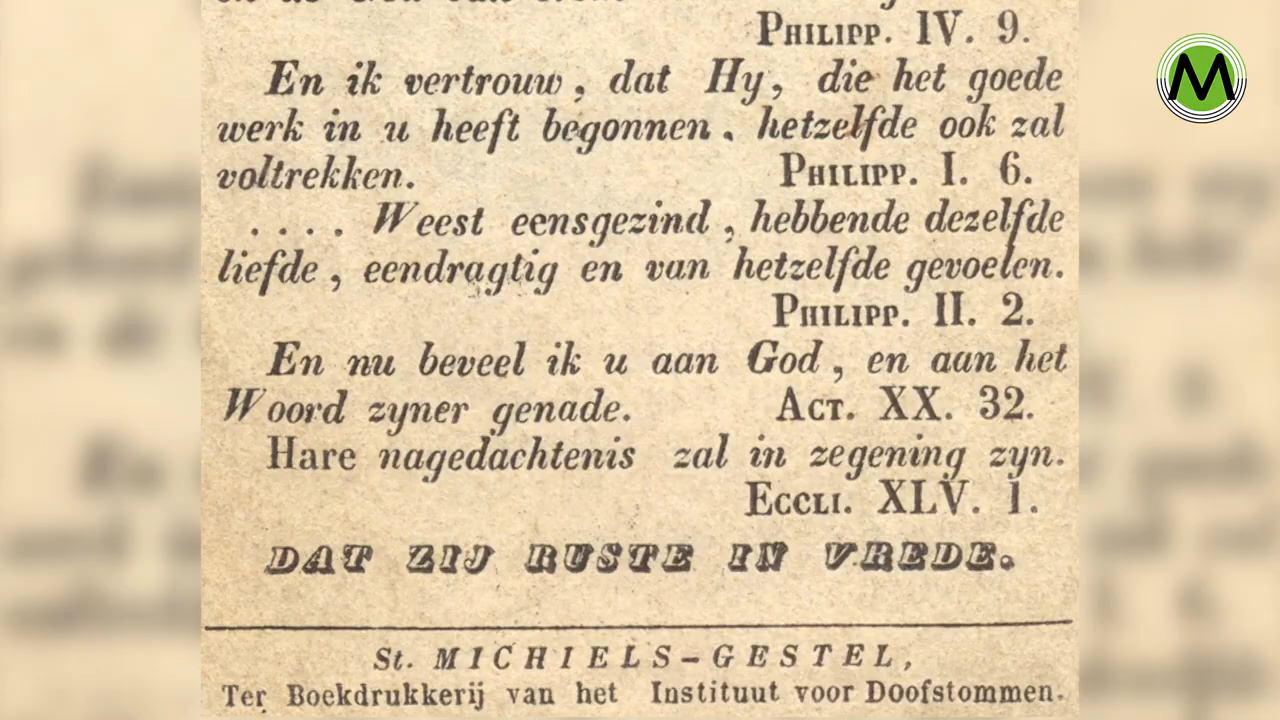 PHILIPP. IV. 9.
En ik vertrouw, dat Hy, die het goede
werk in u heeft begonnen, hetzelfde ook zal
voltrekken. PHILIPP. I. 6.
.... Weest eensgezind, hebbende dezelfde
liefde, eendragtig en van hetzelfde gevoelen.
PHILIPP. II. 2.
En nu beveel ik u aan God, en aan het
Woord zyner genade. ACT. XX. 32.
Hare nagedachtenis zal in zegening zyn.
ECCLI. XLV. 1.
DAT ZIJ RUSTE IN VREDE.
St. MICHIELS-GESTEL,
Ter Boekdrukkerij van het Instituut voor Doofstommen.
M